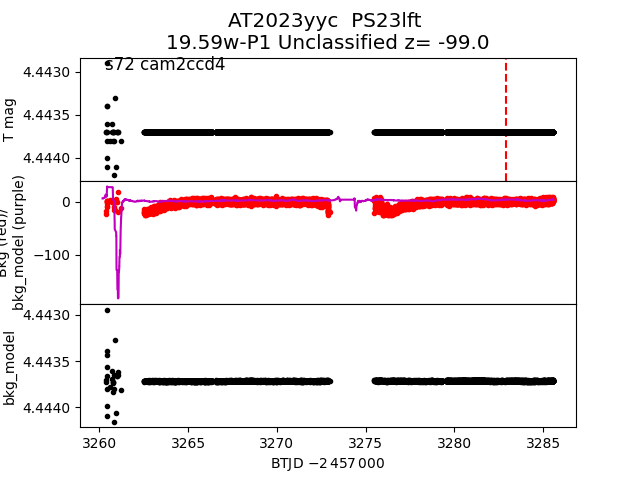 AT2023yyc  PS23lft
19.59w-P1 Unclassified z= -99.0
s72 cam2ccd4
4.4430
4.4435
4.4440
T mag
0
−100
Bkg (red)/
bkg_model (purple)
4.4430
4.4435
4.4440
bkg_model
3260 3265 3270 3275 3280 3285
BTJD −2 457 000